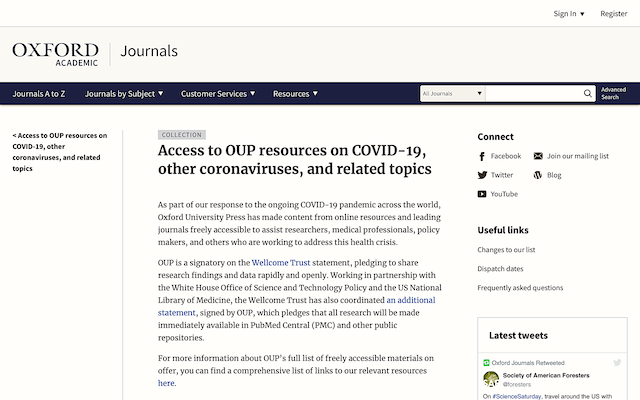 Sign In ▼ Register
OXFORD ACADEMIC Journals
Journals A to Z Journals by Subject ▼ Customer Services ▼ Resources ▼ All Journals ▼ Advanced Search
< Access to OUP resources on COVID-19, other coronaviruses, and related topics
COLLECTION
Access to OUP resources on COVID-19,
other coronaviruses, and related topics
As part of our response to the ongoing COVID-19 pandemic across the world,
Oxford University Press has made content from online resources and leading
journals freely accessible to assist researchers, medical professionals, policy
makers, and others who are working to address this health crisis.
OUP is a signatory on the Wellcome Trust statement, pledging to share
research findings and data rapidly and openly. Working in partnership with
the White House Office of Science and Technology Policy and the US National
Library of Medicine, the Wellcome Trust has also coordinated an additional
statement, signed by OUP, which pledges that all research will be made
immediately available in PubMed Central (PMC) and other public
repositories.
For more information about OUP's full list of freely accessible materials on
offer, you can find a comprehensive list of links to our relevant resources
here.
Connect
Facebook Join our mailing list
Twitter Blog
YouTube
Useful links
Changes to our list
Dispatch dates
Frequently asked questions
Latest tweets
Oxford Journals Retweeted
Society of American Foresters
@foresters
On #ScienceSaturday, travel around the US with